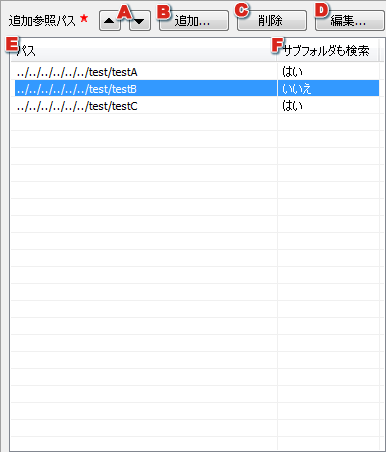 追加参照パス ★ ▲ A ▼ B 追加... C 削除 D 編集...
E パス F サブフォルダも検索
../../../../../../test/testA はい
../../../../../../test/testB いいえ
../../../../../../test/testC はい